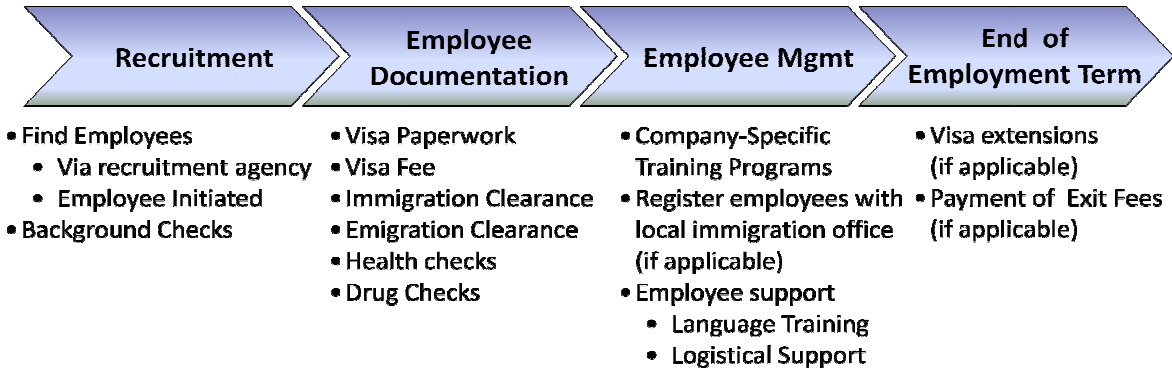 Recruitment
• Find Employees
• Via recruitment agency
• Employee Initiated
• Background Checks
Employee
Documentation
• Visa Paperwork
• Visa Fee
• Immigration Clearance
• Emigration Clearance
• Health checks
• Drug Checks
Employee Mgmt
• Company-Specific
Training Programs
• Register employees with
local immigration office
(if applicable)
• Employee support
• Language Training
• Logistical Support
End of
Employment Term
• Visa extensions
(if applicable)
• Payment of Exit Fees
(if applicable)